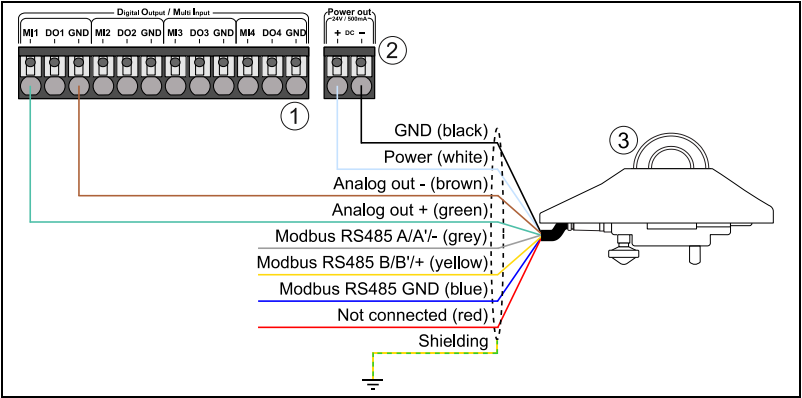 Digital Output / Multi Input
Power out
24V / 500mA
MI1 DO1 GND MI2 DO2 GND MI3 DO3 GND MI4 DO4 GND
+ DC −
1
2
3
GND (black)
Power (white)
Analog out - (brown)
Analog out + (green)
Modbus RS485 A/A'/- (grey)
Modbus RS485 B/B'/+ (yellow)
Modbus RS485 GND (blue)
Not connected (red)
Shielding